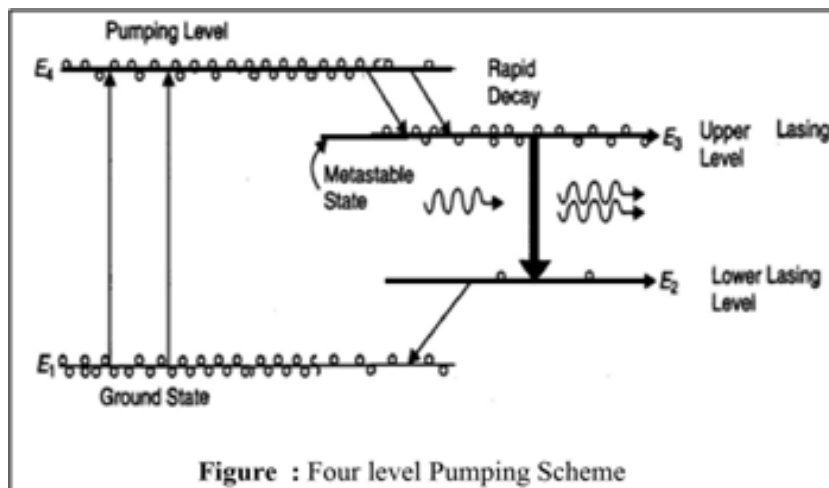 Pumping Level
E4
Rapid
Decay
E3 Upper Lasing
Level
Metastable
State
E2 Lower Lasing
Level
E1
Ground State
Figure : Four level Pumping Scheme